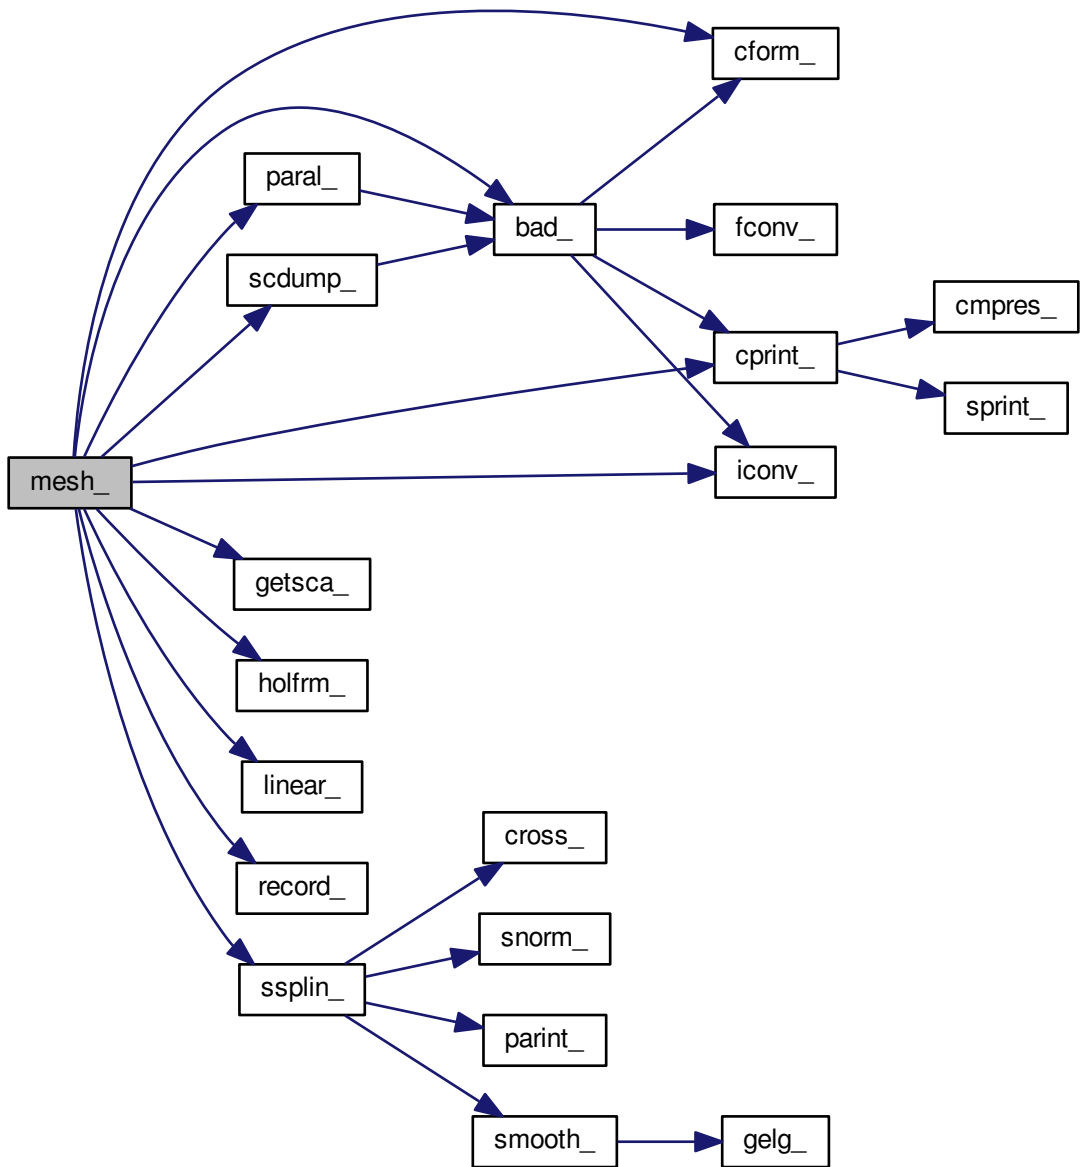 cform_
paral_
bad_
fconv_
scdump_
cmpres_
cprint_
sprint_
mesh_
iconv_
getsca_
holfrm_
linear_
cross_
record_
snorm_
ssplin_
parint_
smooth_
gelg_